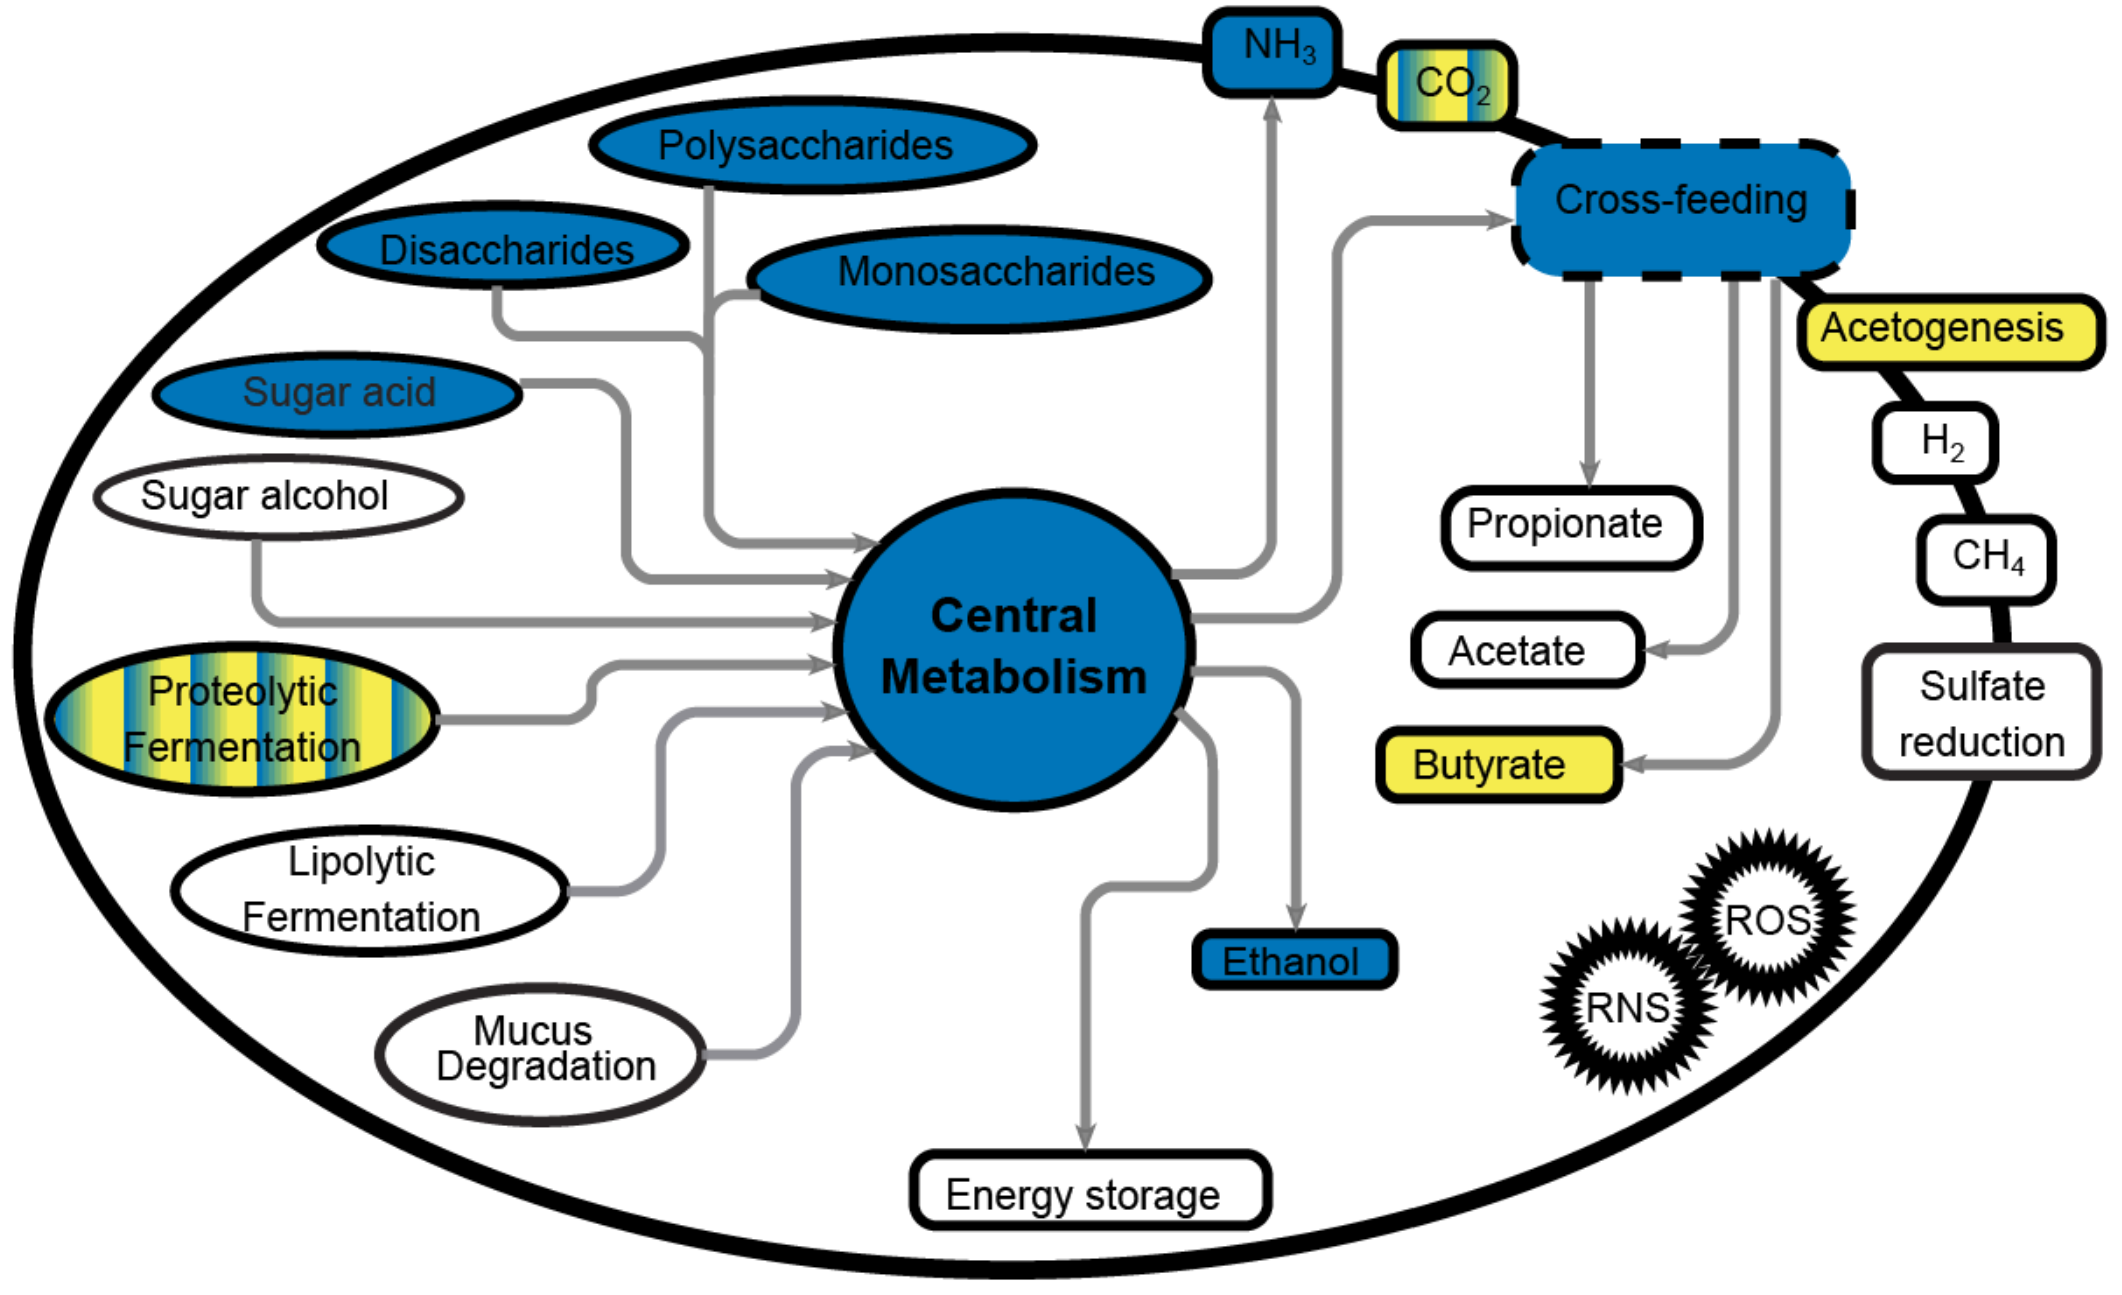 NH₃
CO₂
Polysaccharides
Cross-feeding
Disaccharides
Monosaccharides
Acetogenesis
Sugar acid
H₂
Sugar alcohol
Propionate
CH₄
Central
Metabolism
Acetate
Sulfate
reduction
Proteolytic
Fermentation
Butyrate
Lipolytic
Fermentation
ROS
Ethanol
RNS
Mucus
Degradation
Energy storage